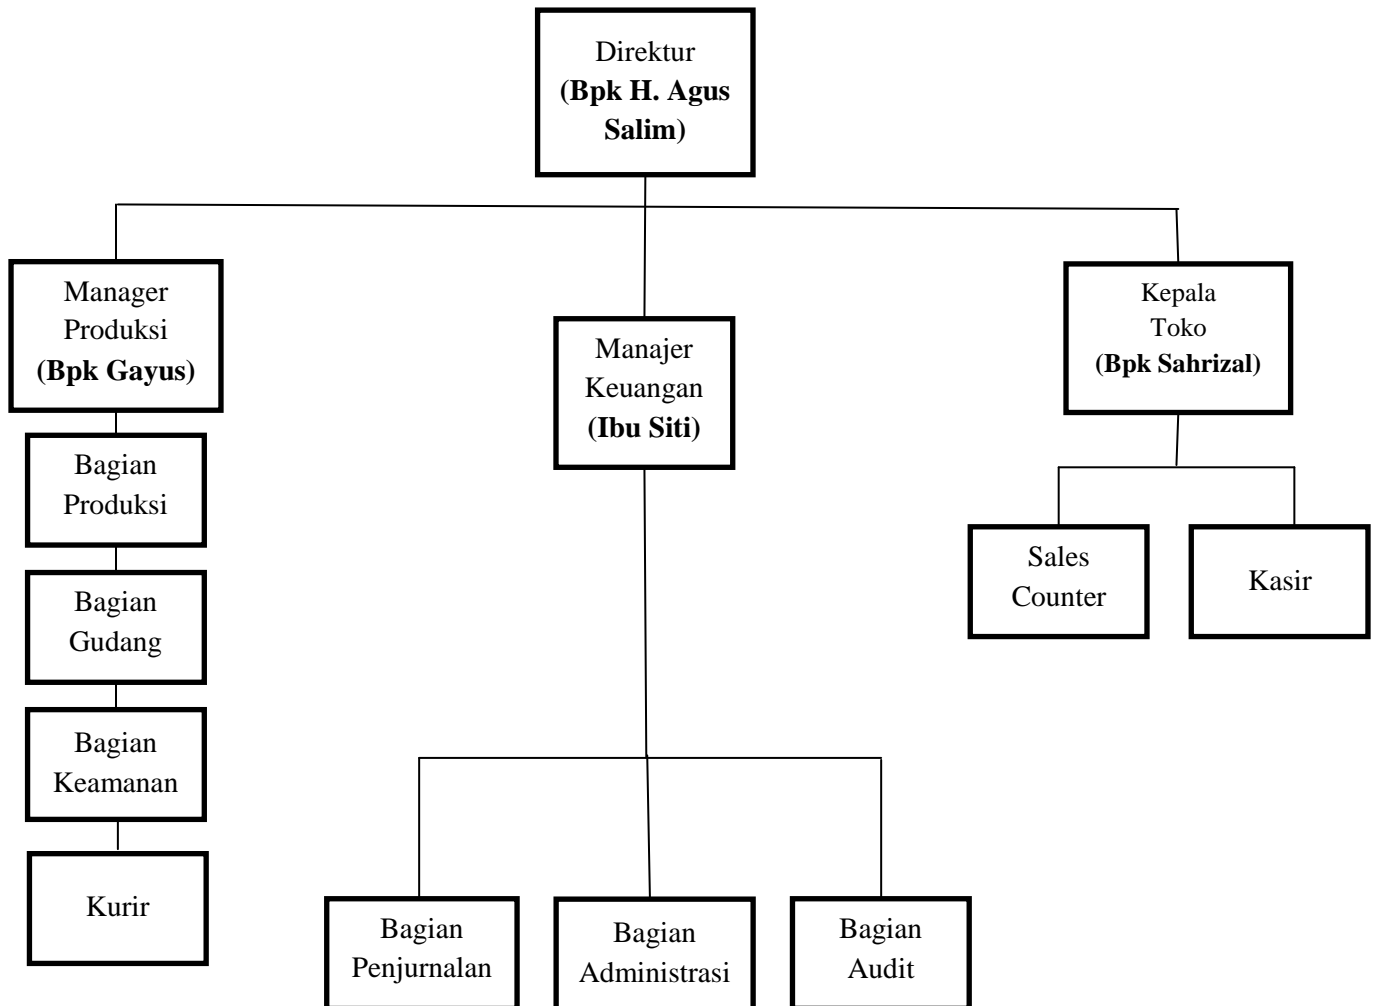 Direktur
(Bpk H. Agus
Salim)
Manager
Produksi
(Bpk Gayus)
Manajer
Keuangan
(Ibu Siti)
Kepala
Toko
(Bpk Sahrizal)
Bagian
Produksi
Bagian
Gudang
Bagian
Keamanan
Kurir
Sales
Counter
Kasir
Bagian
Penjurnalan
Bagian
Administrasi
Bagian
Audit